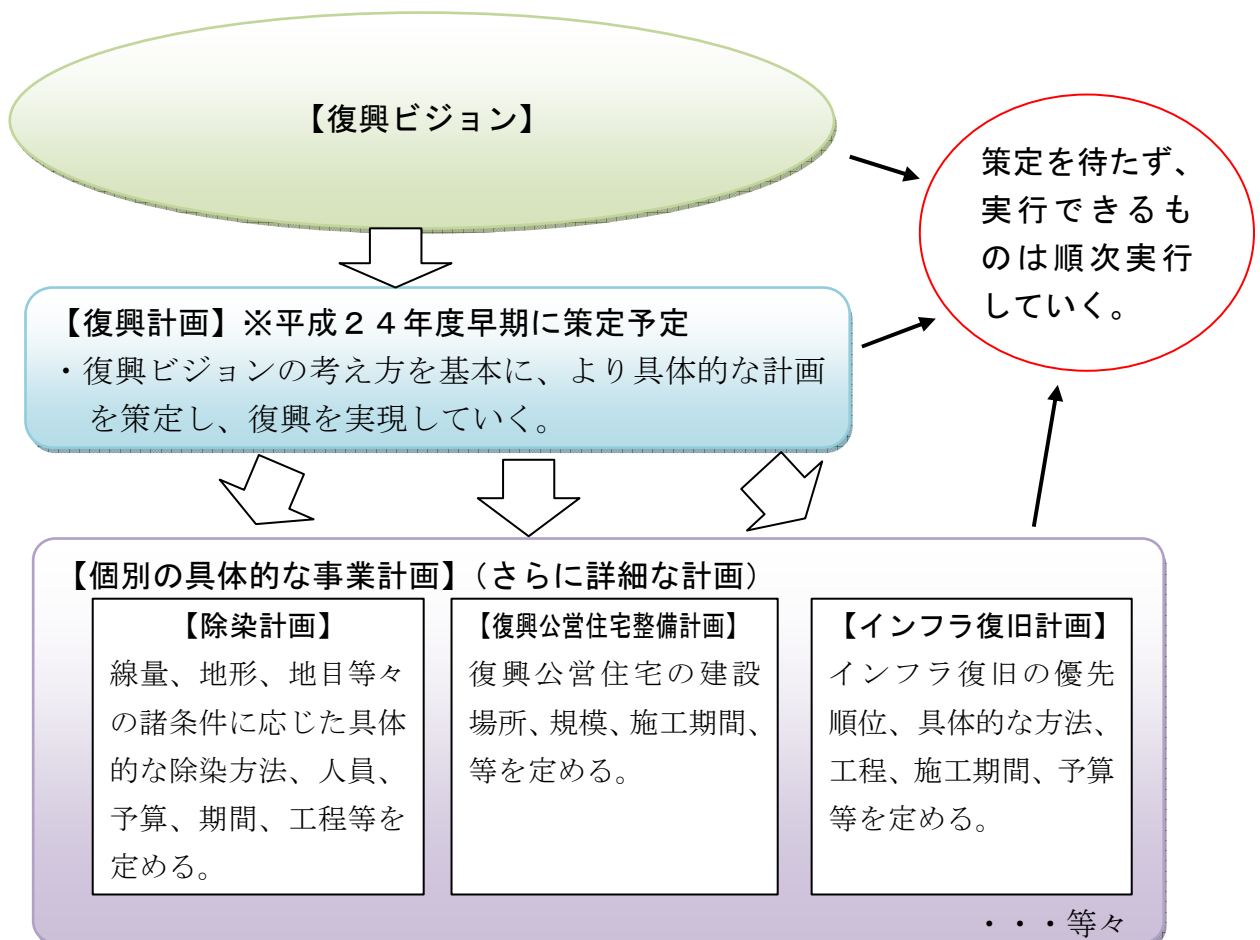 【復興ビジョン】
策定を待たず、
実行できるも
のは順次実行
していく。
【復興計画】※平成２４年度早期に策定予定
・復興ビジョンの考え方を基本に、より具体的な計画
を策定し、復興を実現していく。
【個別の具体的な事業計画】（さらに詳細な計画）
【除染計画】
線量、地形、地目等々
の諸条件に応じた具体
的な除染方法、人員、
予算、期間、工程等を
定める。
【復興公営住宅整備計画】
復興公営住宅の建設
場所、規模、施工期間、
等を定める。
【インフラ復旧計画】
インフラ復旧の優先
順位、具体的な方法、
工程、施工期間、予算
等を定める。
・・・等々